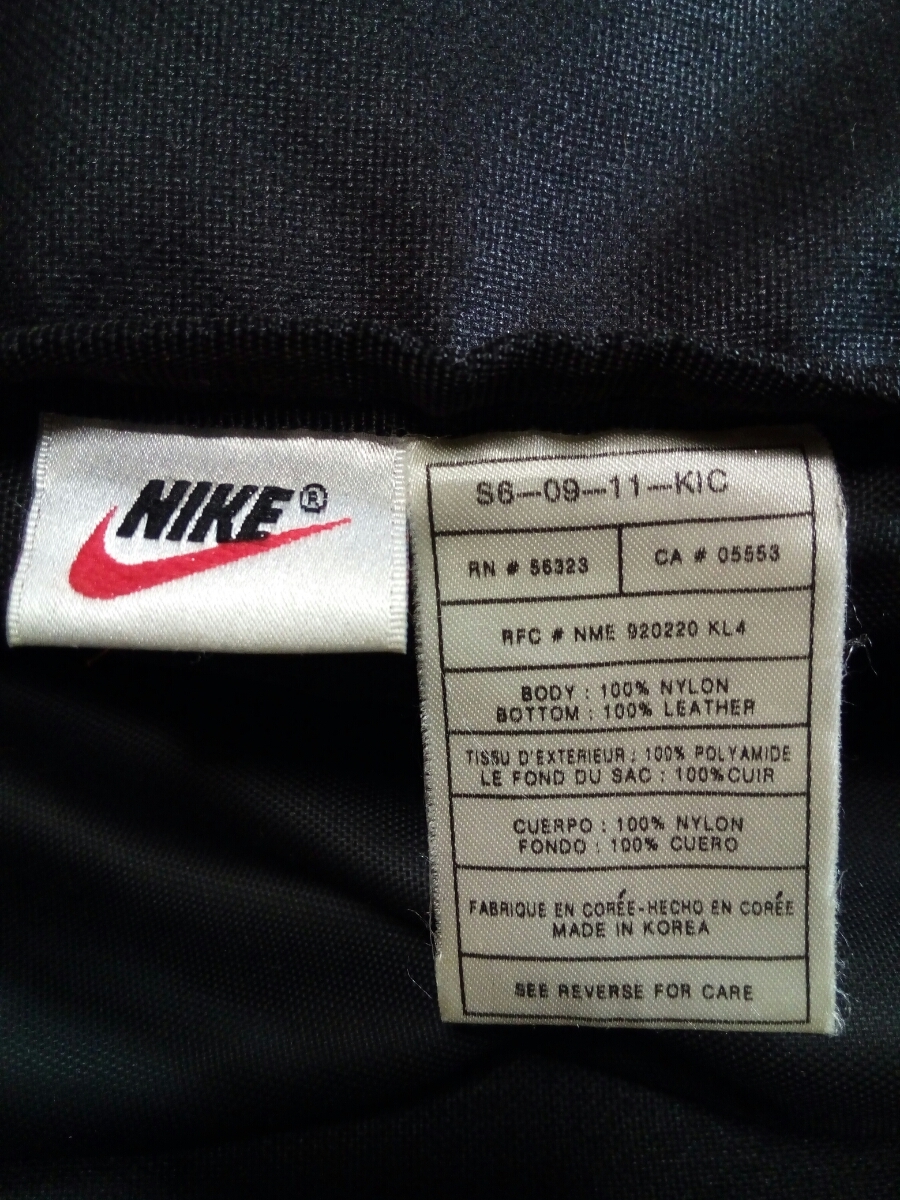 NIKE®
S6-09-11-KIC
RN # 56323
CA # 05553
RFC # NME 920220 KL4
BODY : 100% NYLON
BOTTOM : 100% LEATHER
TISSU D'EXTERIEUR : 100% POLYAMIDE
LE FOND DU SAC : 100%CUIR
CUERPO : 100% NYLON
FONDO : 100% CUERO
FABRIQUE EN CORÉE-HECHO EN CORÉE
MADE IN KOREA
SEE REVERSE FOR CARE